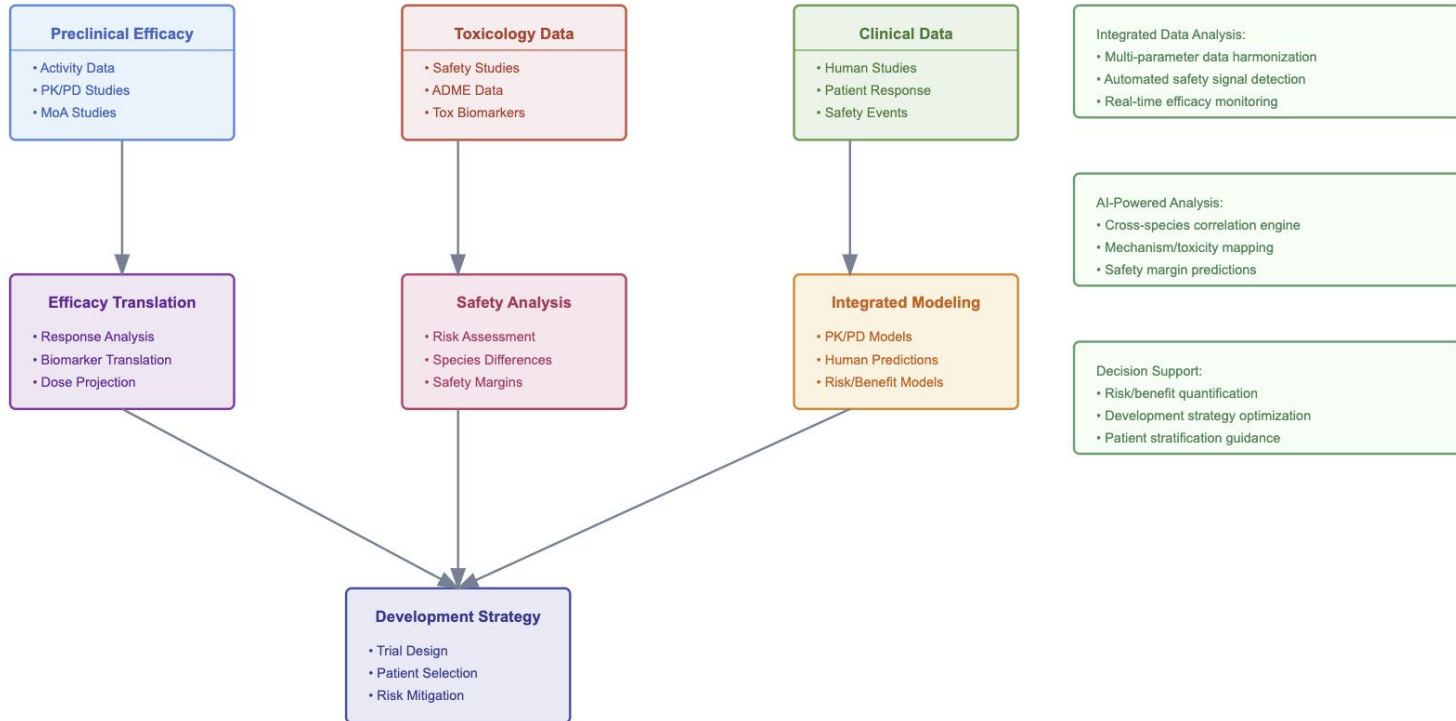 Preclinical Efficacy
• Activity Data
• PK/PD Studies
• MoA Studies
Toxicology Data
• Safety Studies
• ADME Data
• Tox Biomarkers
Clinical Data
• Human Studies
• Patient Response
• Safety Events
Integrated Data Analysis:
• Multi-parameter data harmonization
• Automated safety signal detection
• Real-time efficacy monitoring
AI-Powered Analysis:
• Cross-species correlation engine
• Mechanism/toxicity mapping
• Safety margin predictions
Efficacy Translation
• Response Analysis
• Biomarker Translation
• Dose Projection
Safety Analysis
• Risk Assessment
• Species Differences
• Safety Margins
Integrated Modeling
• PK/PD Models
• Human Predictions
• Risk/Benefit Models
Decision Support:
• Risk/benefit quantification
• Development strategy optimization
• Patient stratification guidance
Development Strategy
• Trial Design
• Patient Selection
• Risk Mitigation